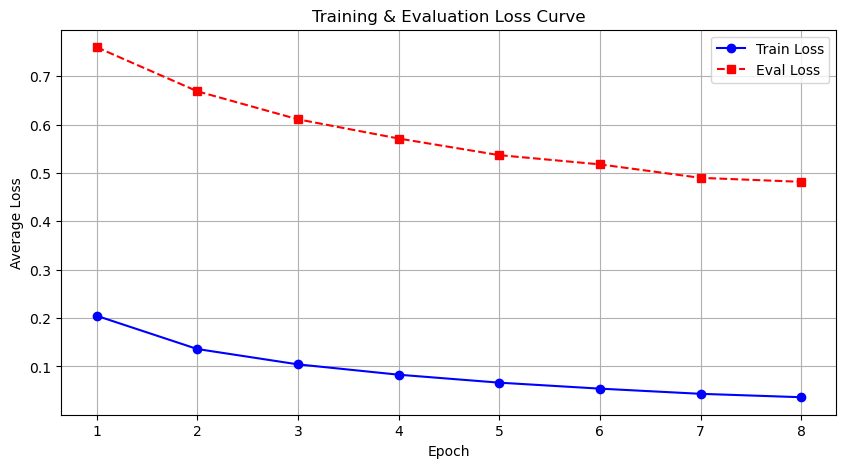 Training & Evaluation Loss Curve
Train Loss
Eval Loss
Average Loss
0.7
0.6
0.5
0.4
0.3
0.2
0.1
1 2 3 4 5 6 7 8
Epoch